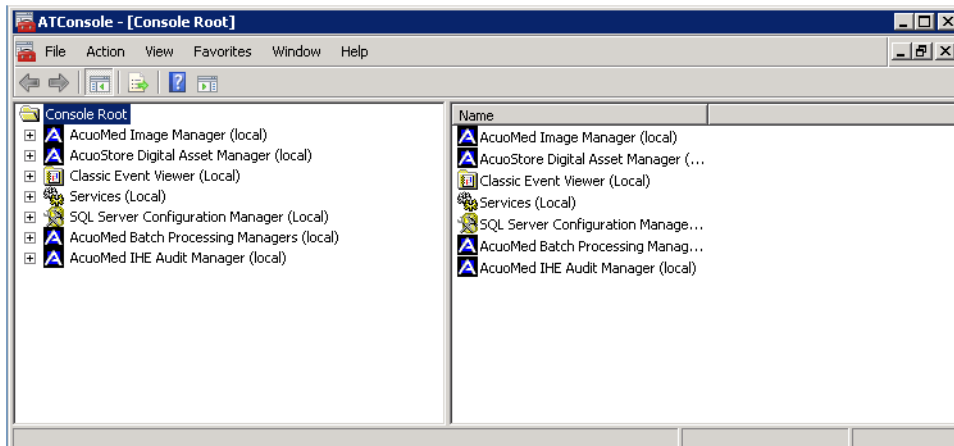 ATConsole - [Console Root]
File Action View Favorites Window Help
Console Root
AcuoMed Image Manager (local)
AcuoStore Digital Asset Manager (local)
Classic Event Viewer (Local)
Services (Local)
SQL Server Configuration Manager (Local)
AcuoMed Batch Processing Managers (local)
AcuoMed IHE Audit Manager (local)
Name
AcuoMed Image Manager (local)
AcuoStore Digital Asset Manager (...
Classic Event Viewer (Local)
Services (Local)
SQL Server Configuration Manage...
AcuoMed Batch Processing Manag...
AcuoMed IHE Audit Manager (local)